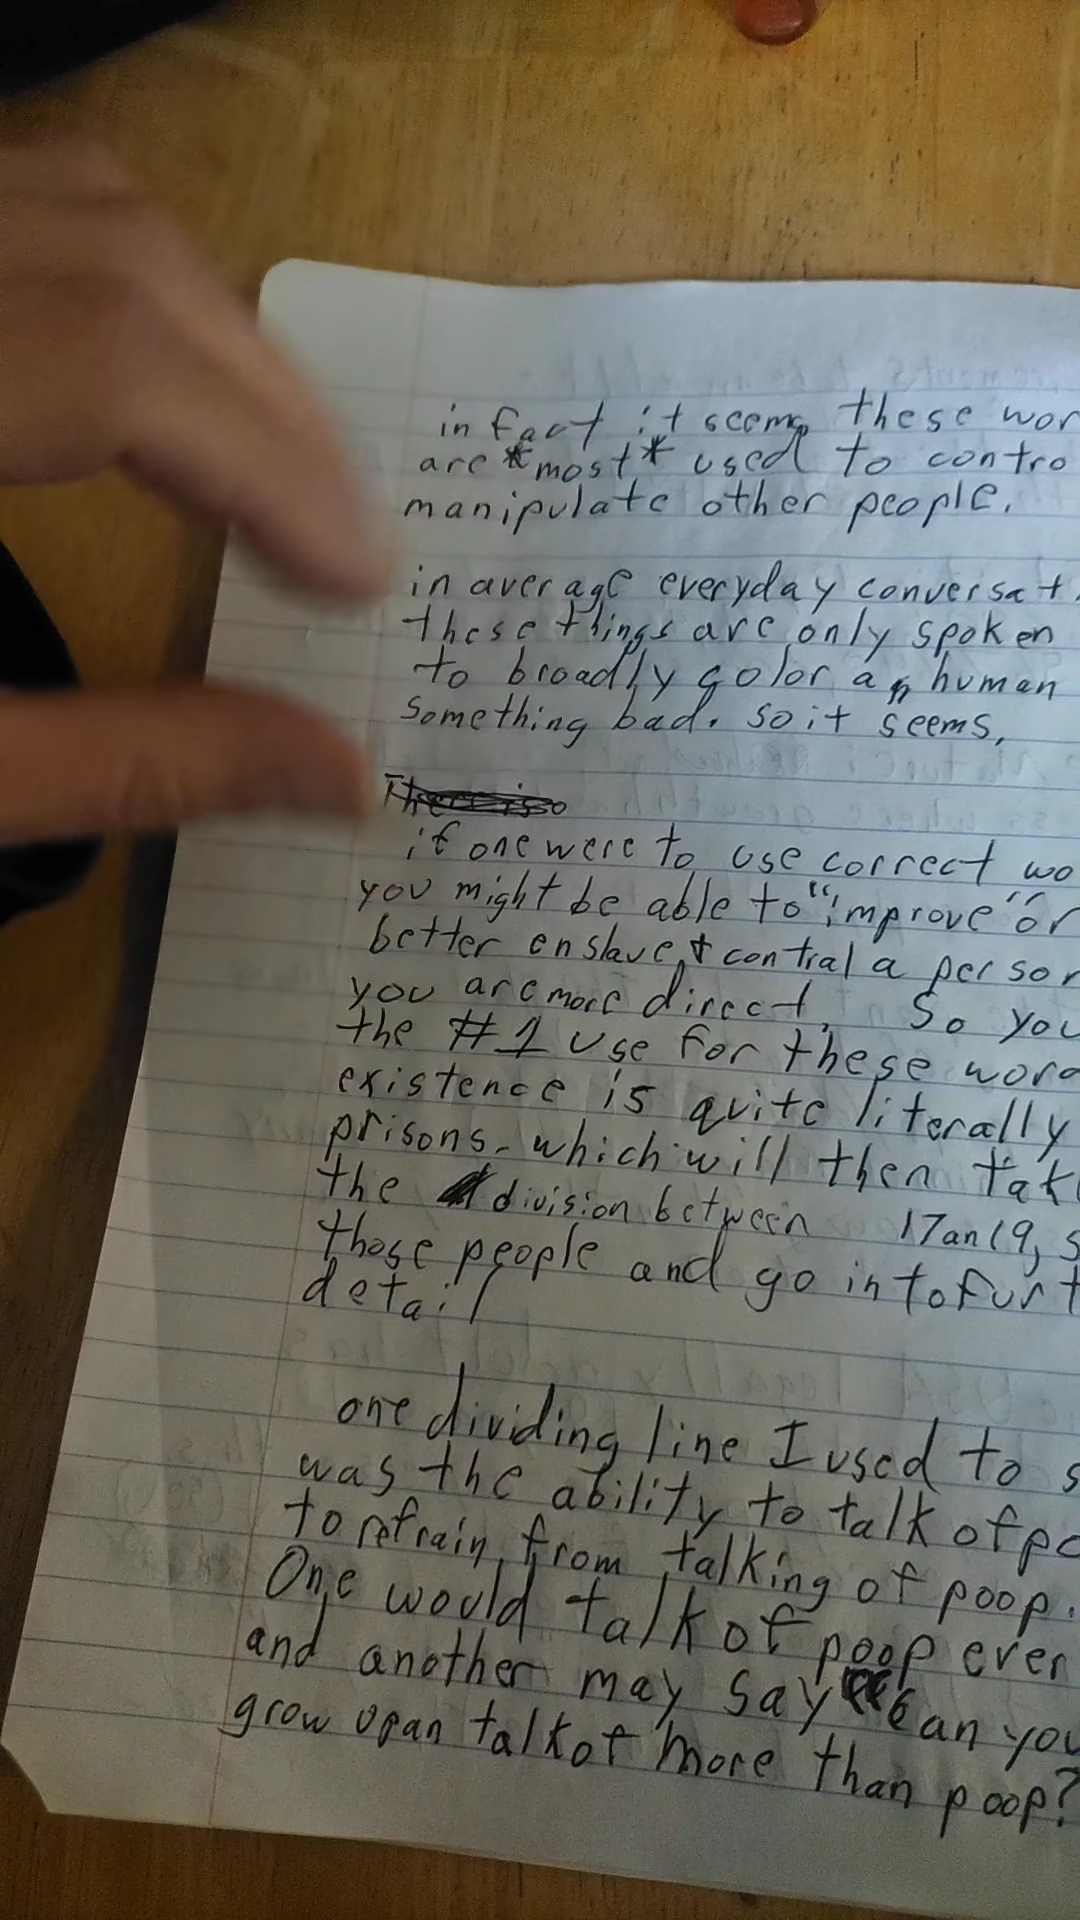 in fact it seems these wor
are *most* used to contro
manipulate other people.
in average everyday conversat
these things are only spoken
to broadly color a human
something bad. so it seems,
if one were to use correct wo
you might be able to "improve" or
better enslave & control a person
you are more direct. So you
the #1 use for these word
existence is quite literally
prisons. which will then tak
the division between 17an19, s
those people and go into furt
detail
one dividing line I used to s
was the ability to talk of po
to refrain from talking of poop.
One would talk of poop ever
and another may say "Can you
grow up an talk of more than poop?